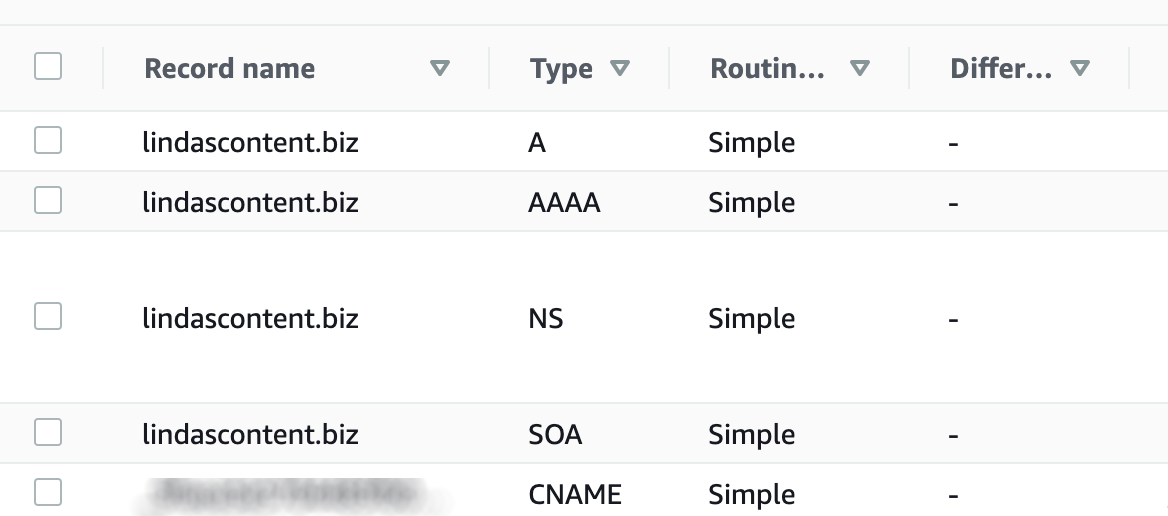 Record name Type Routin... Differ...
lindascontent.biz A Simple -
lindascontent.biz AAAA Simple -
lindascontent.biz NS Simple -
lindascontent.biz SOA Simple -
CNAME Simple -